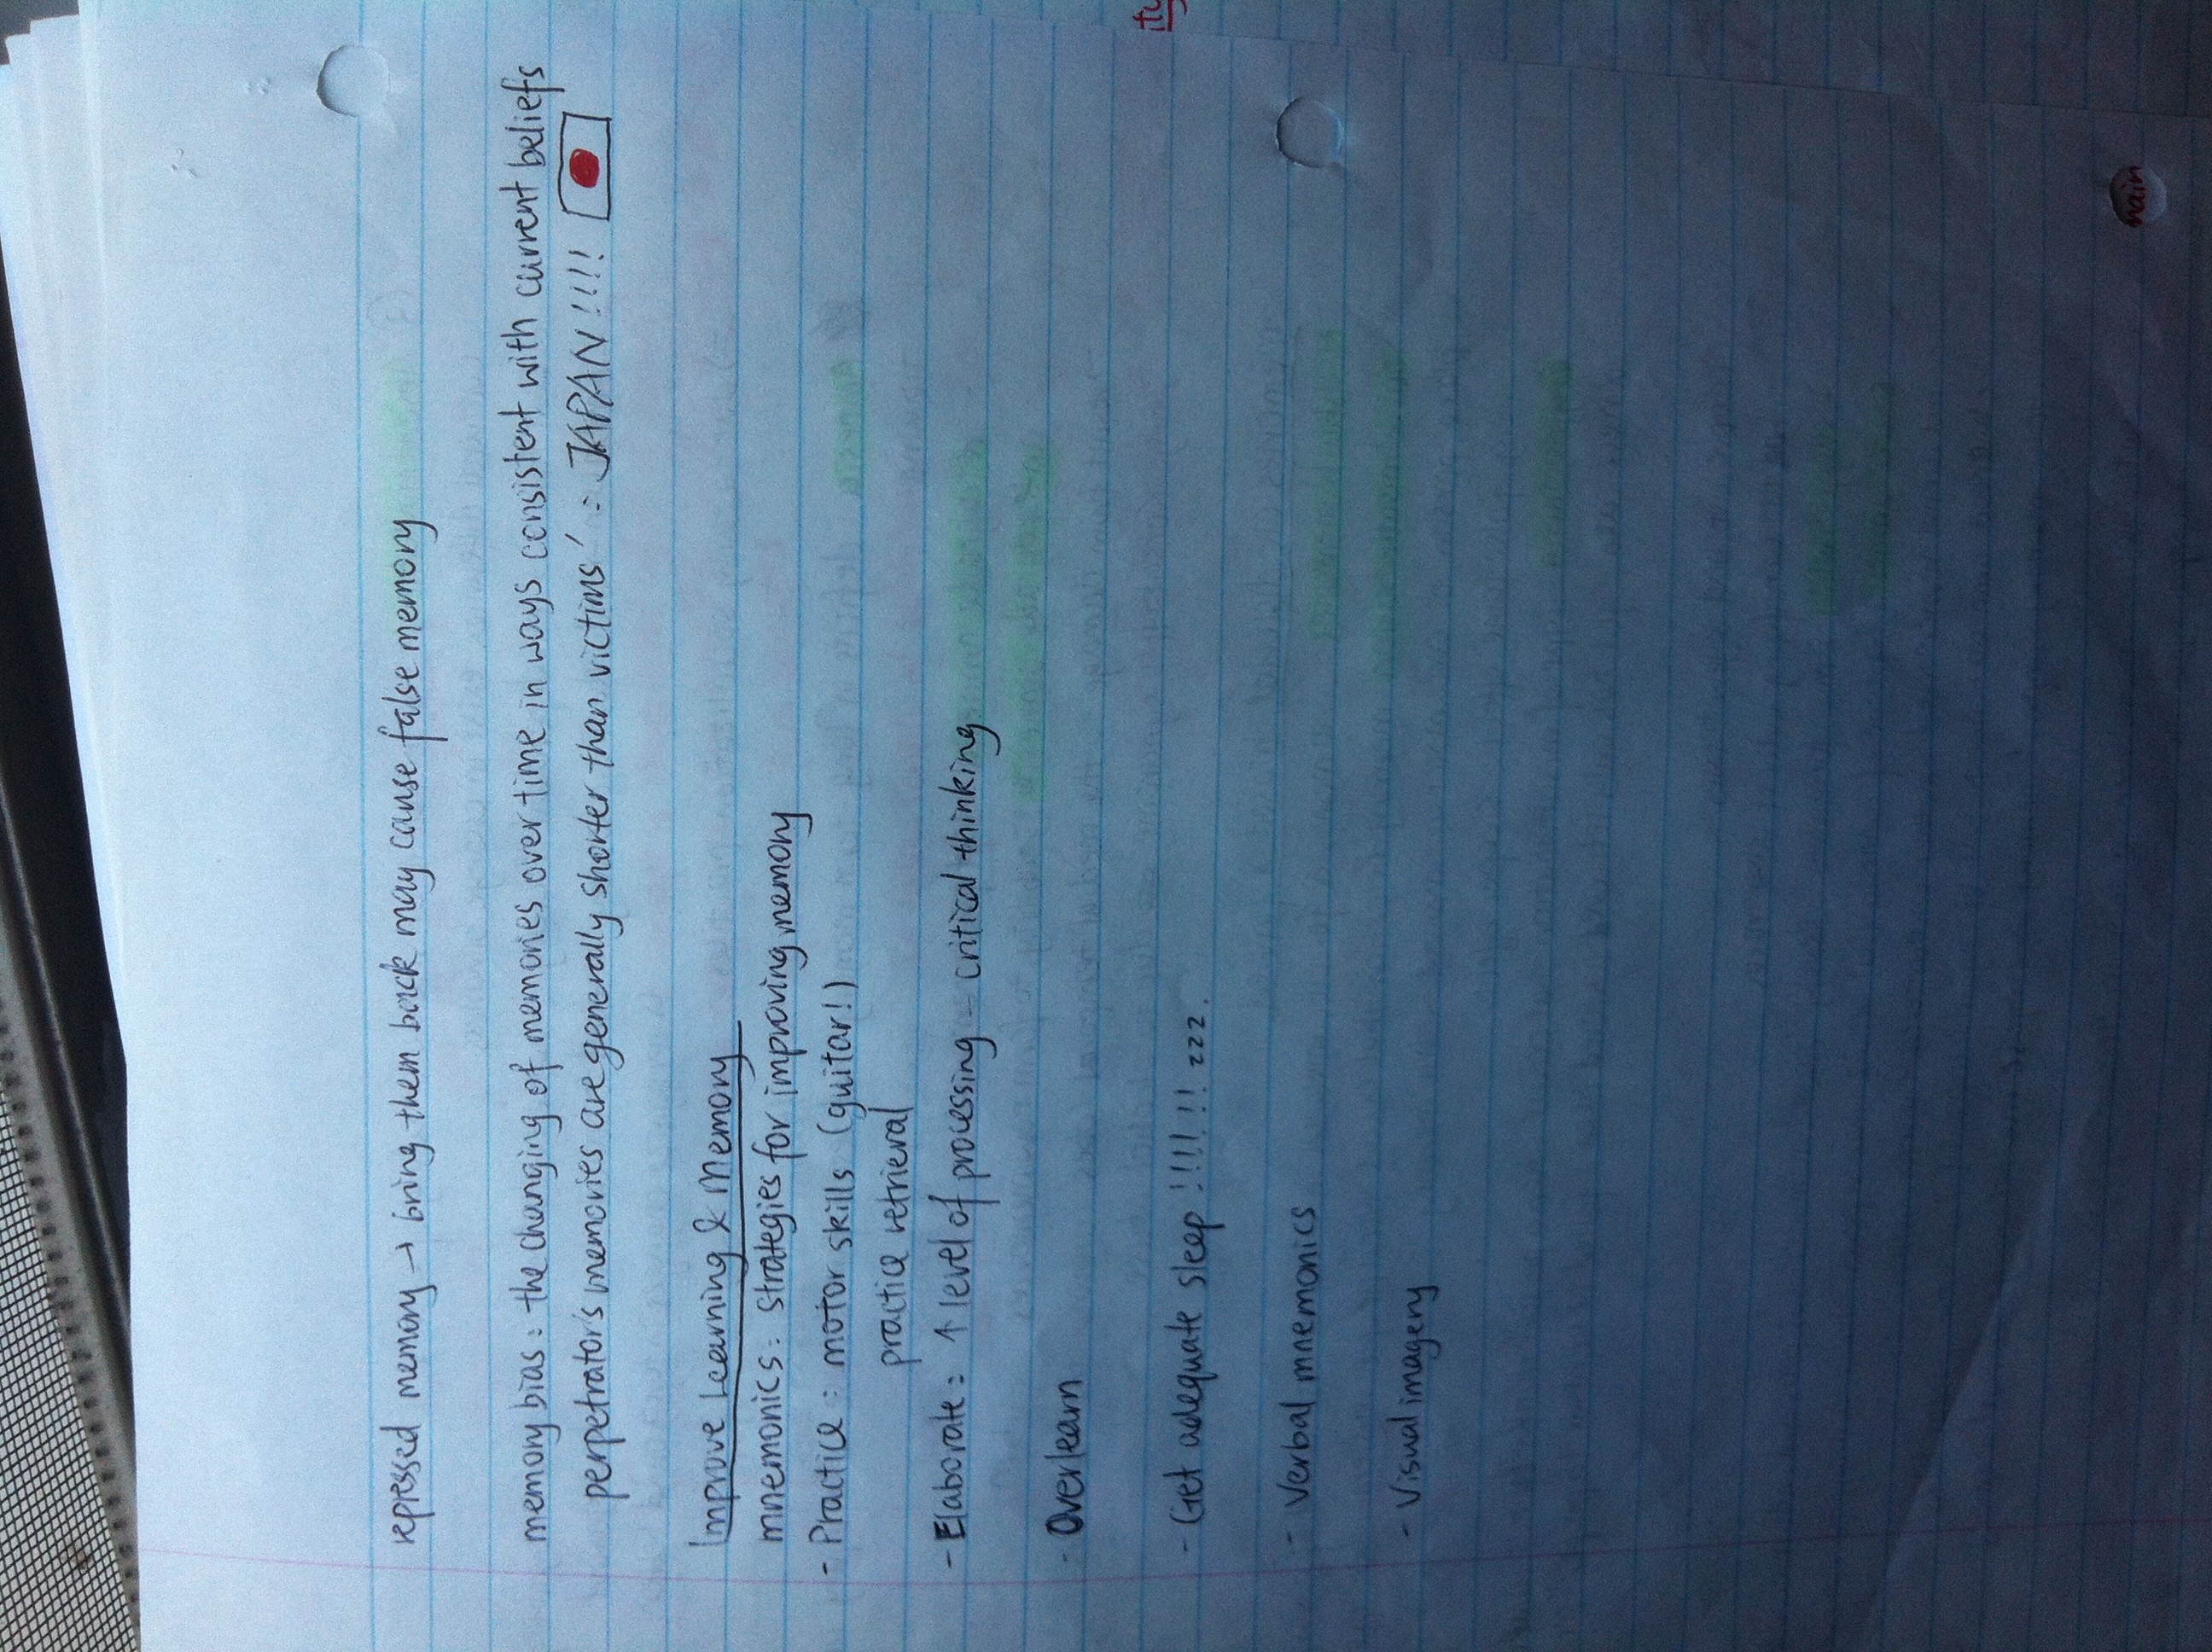 repressed memory → bring them back may cause false memory
memory bias = the changing of memories over time in ways consistent with current beliefs
perpetrator's memories are generally shorter than victims' = JAPAN!!!!
Improve Learning & Memory
mnemonics = strategies for improving memory
- Practice = motor skills (guitar!)
practice retrieval
- Elaborate = ↑ level of processing - critical thinking
- Overlearn
- Get adequate sleep !!!!!! zzz.
- Verbal mnemonics
- Visual imagery